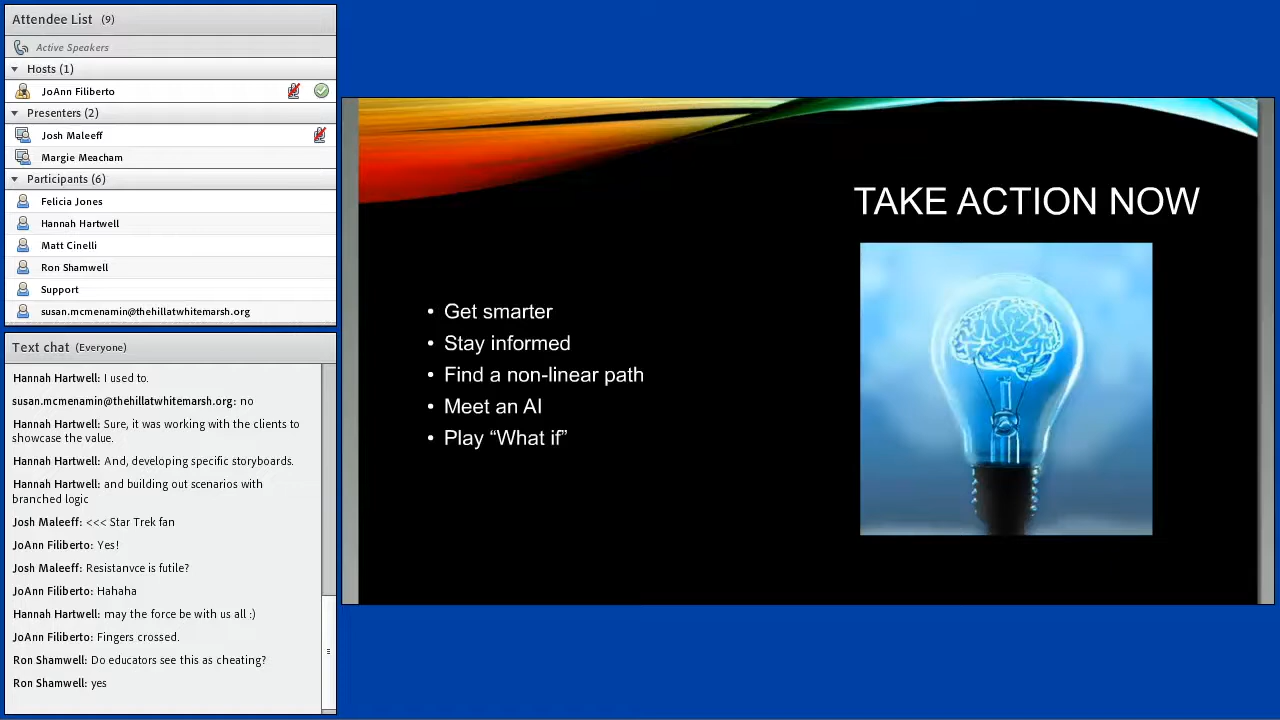 Attendee List (9)
Active Speakers
Hosts (1)
JoAnn Filiberto
Presenters (2)
Josh Maleeff
Margie Meacham
Participants (6)
Felicia Jones
Hannah Hartwell
Matt Cinelli
Ron Shamwell
Support
susan.mcmenamin@thehillatwhitemarsh.org
Text chat (Everyone)
Hannah Hartwell: I used to.
susan.mcmenamin@thehillatwhitemarsh.org: no
Hannah Hartwell: Sure, it was working with the clients to
showcase the value.
Hannah Hartwell: And, developing specific storyboards.
Hannah Hartwell: and building out scenarios with
branched logic
Josh Maleeff: <<< Star Trek fan
JoAnn Filiberto: Yes!
Josh Maleeff: Resistanvce is futile?
JoAnn Filiberto: Hahaha
Hannah Hartwell: may the force be with us all :)
JoAnn Filiberto: Fingers crossed.
Ron Shamwell: Do educators see this as cheating?
Ron Shamwell: yes
TAKE ACTION NOW
• Get smarter
• Stay informed
• Find a non-linear path
• Meet an AI
• Play “What if”